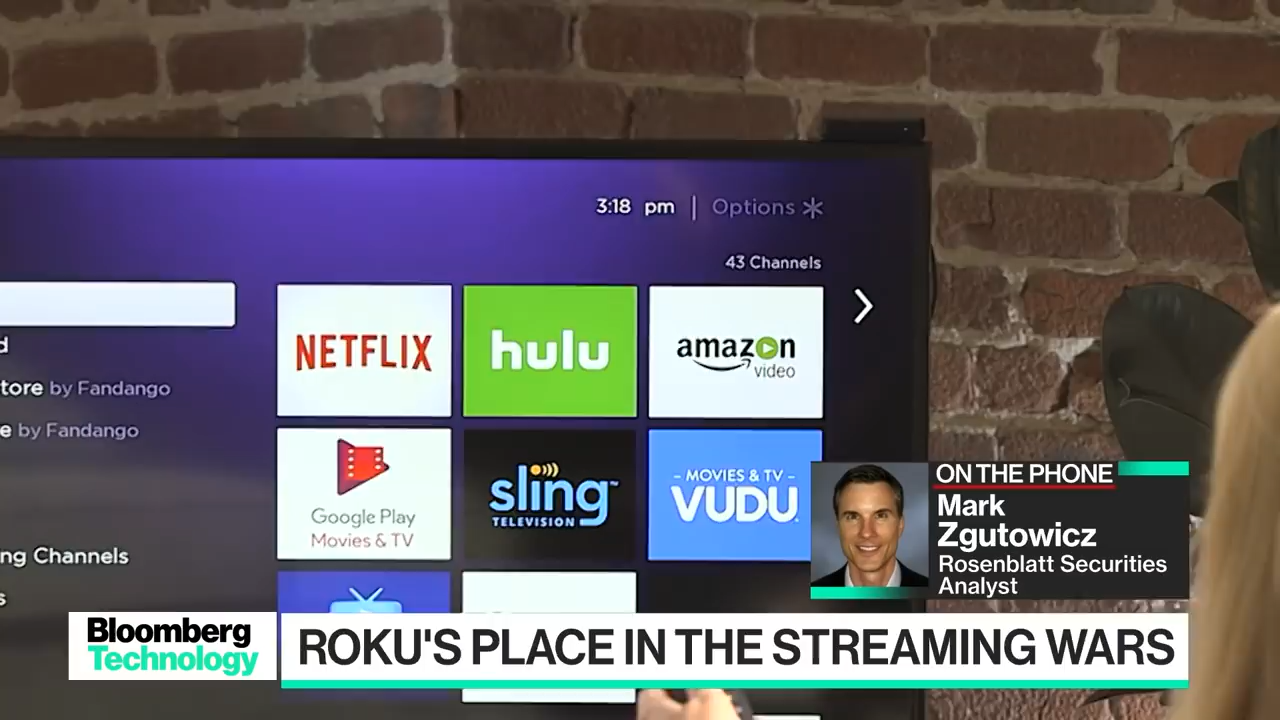 3:18 pm | Options *
43 Channels
NETFLIX
hulu
amazon
video
tore by Fandango
e by Fandango
Google Play
Movies & TV
sling
TELEVISION
- MOVIES & TV -
VUDU
ng Channels
ON THE PHONE
Mark
Zgutowicz
Rosenblatt Securities
Analyst
Bloomberg
Technology
ROKU'S PLACE IN THE STREAMING WARS